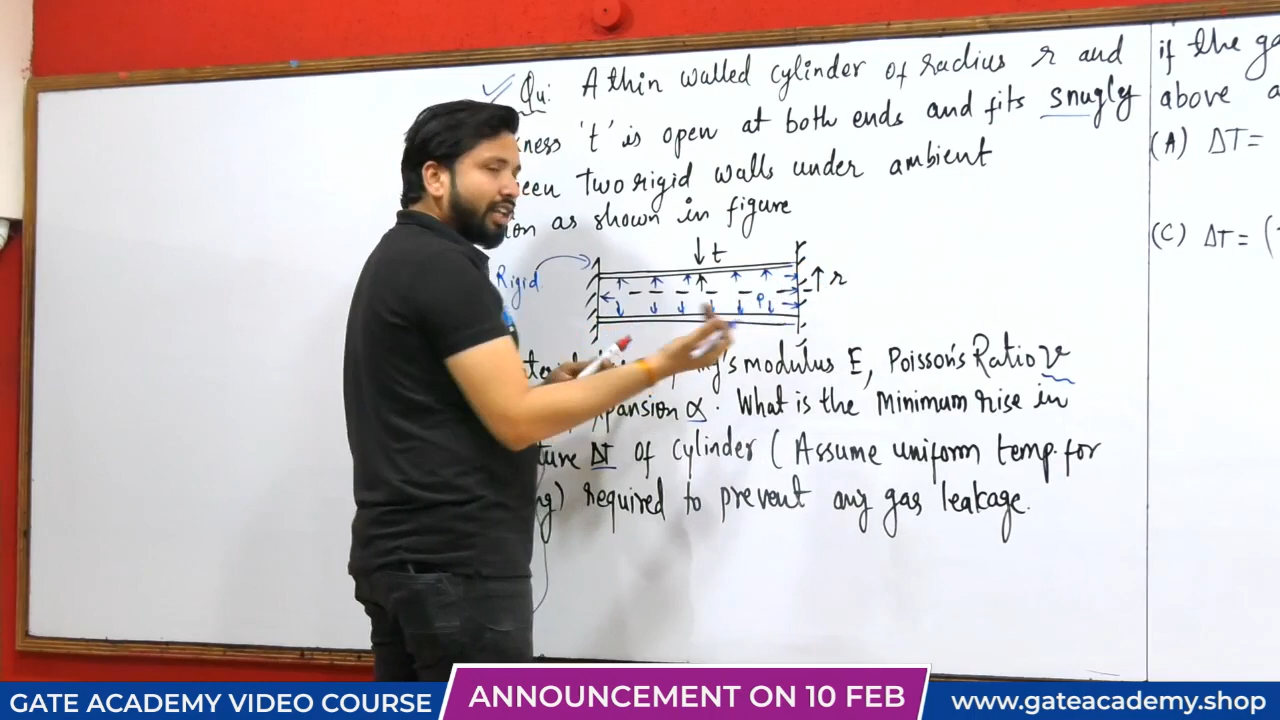 Qu: A thin walled cylinder of radius r and
ness 't' is open at both ends and fits snugly
een two rigid walls under ambient
ion as shown in figure
t
Rigid
r
P
's modulus E, Poisson's Ratio ν
pansion α. What is the Minimum rise in
ture ΔT of cylinder ( Assume uniform temp. for
g) required to prevent any gas leakage.
if the ga
above a
(A) ΔT=
(C) ΔT= (
GATE ACADEMY VIDEO COURSE
ANNOUNCEMENT ON 10 FEB
www.gateacademy.shop